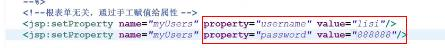 --%>
<!--根表单无关，通过手工赋值给属性 -->
<jsp:setProperty name="myUsers" property="username" value="lisi"/>
<jsp:setProperty name="myUsers" property="password" value="888888"/>